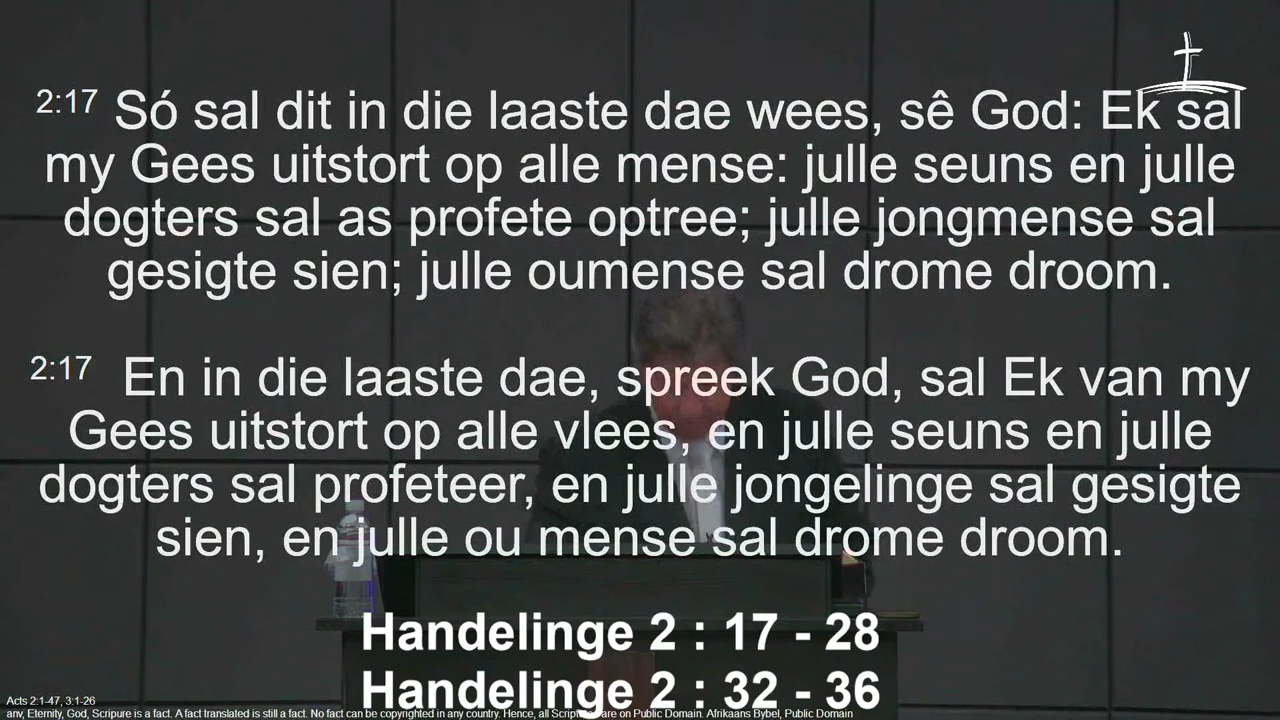 2:17 Só sal dit in die laaste dae wees, sê God: Ek sal
my Gees uitstort op alle mense: julle seuns en julle
dogters sal as profete optree; julle jongmense sal
gesigte sien; julle oumense sal drome droom.
2:17 En in die laaste dae, spreek God, sal Ek van my
Gees uitstort op alle vlees, en julle seuns en julle
dogters sal profeteer, en julle jongelinge sal gesigte
sien, en julle ou mense sal drome droom.
Handelinge 2 : 17 - 28
Handelinge 2 : 32 - 36
Acts 2:1-47, 3:1-26
any, Eternity, God, Scripure is a fact. A fact translated is still a fact. No fact can be copyrighted in any country. Hence, all Scriptures are on Public Domain. Afrikaans Bybel, Public Domain